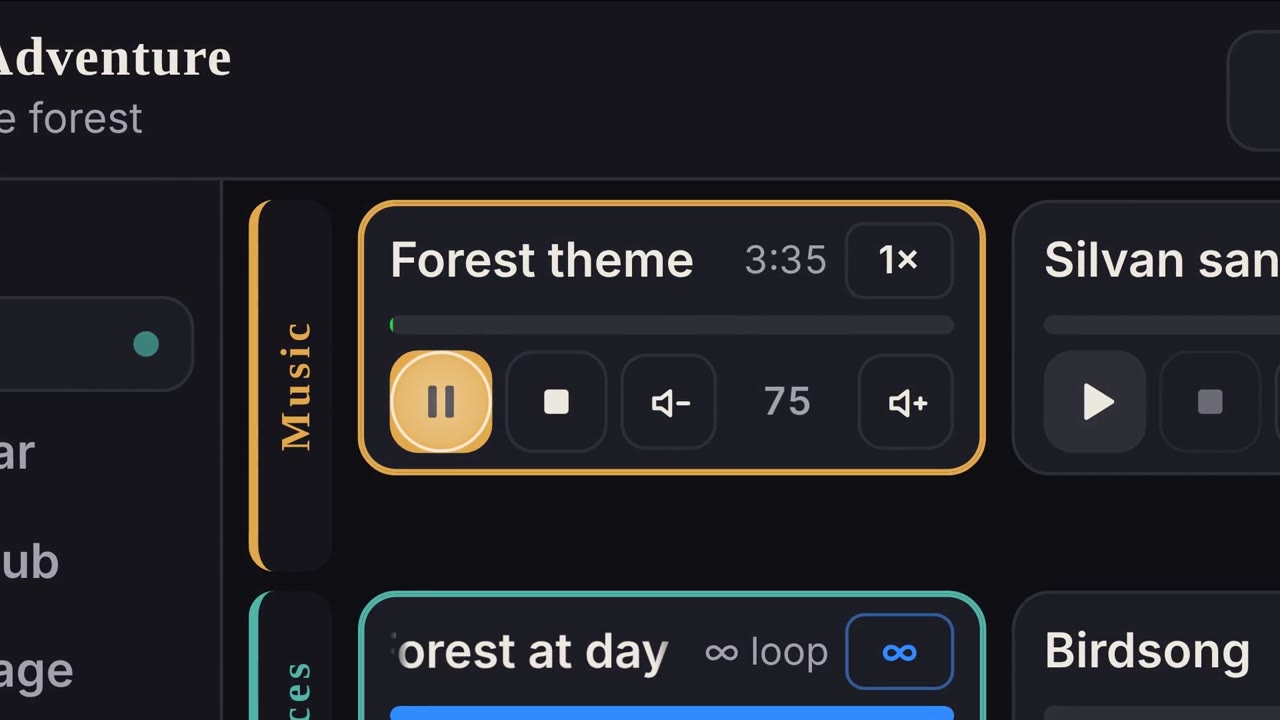 Adventure
e forest
Music
Forest theme 3:35 1×
75
Silvan san
ar
ub
age
ces
orest at day ∞ loop ∞
Birdsong